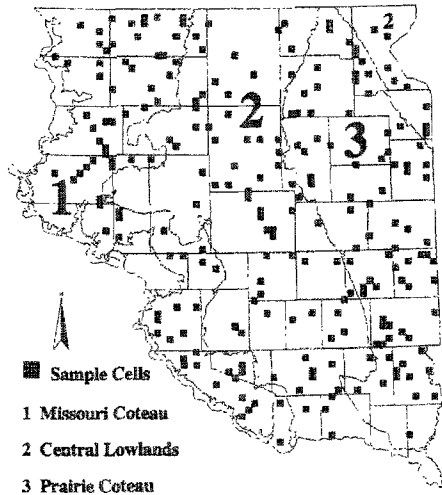 2
2
3
1
Sample Cells
1 Missouri Coteau
2 Central Lowlands
3 Prairie Coteau